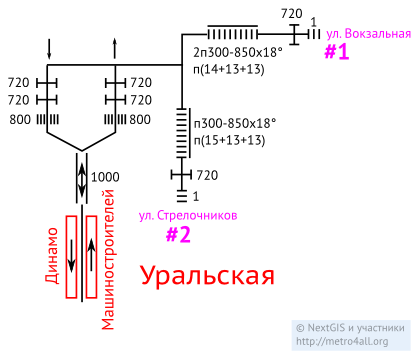 720
1
ул. Вокзальная
#1
2п300-850x18°
п(14+13+13)
720
720
720
720
800
800
п300-850x18°
п(15+13+13)
1000
720
1
ул. Стрелочников
#2
Динамо
Машиностроителей
Уральская
© NextGIS и участники
http://metro4all.org